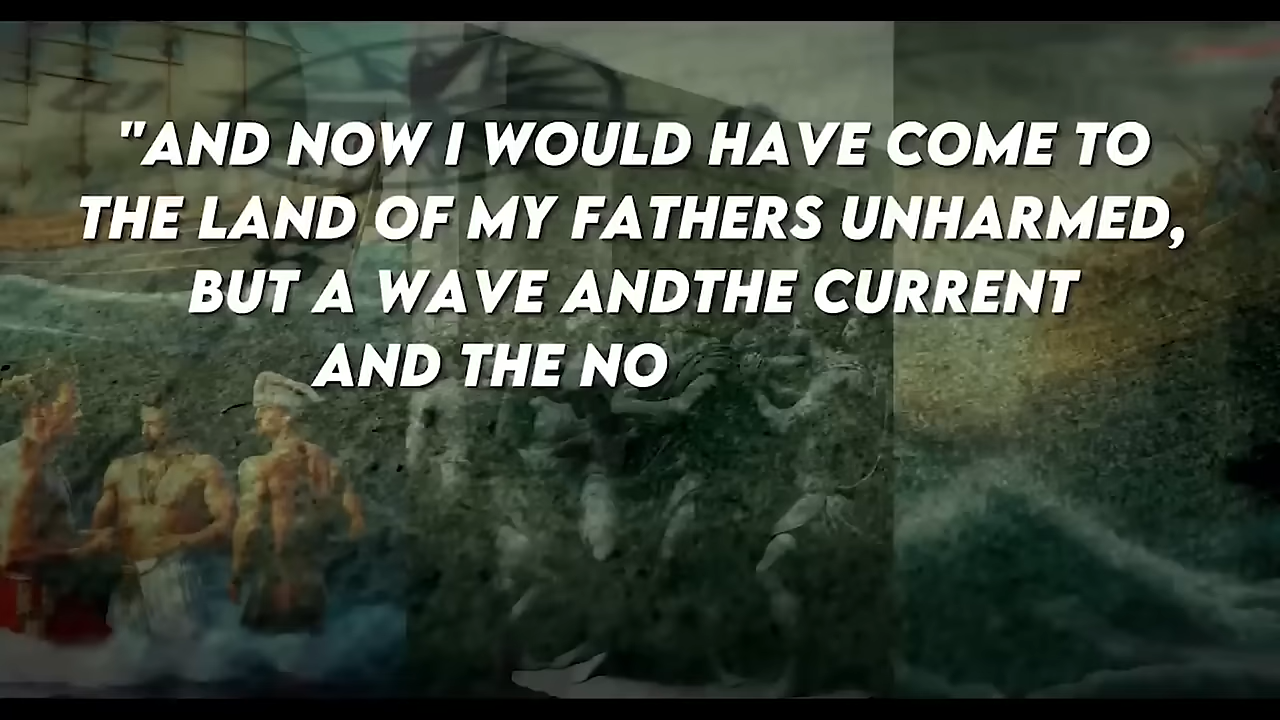 "AND NOW I WOULD HAVE COME TO
THE LAND OF MY FATHERS UNHARMED,
BUT A WAVE ANDTHE CURRENT
AND THE NO